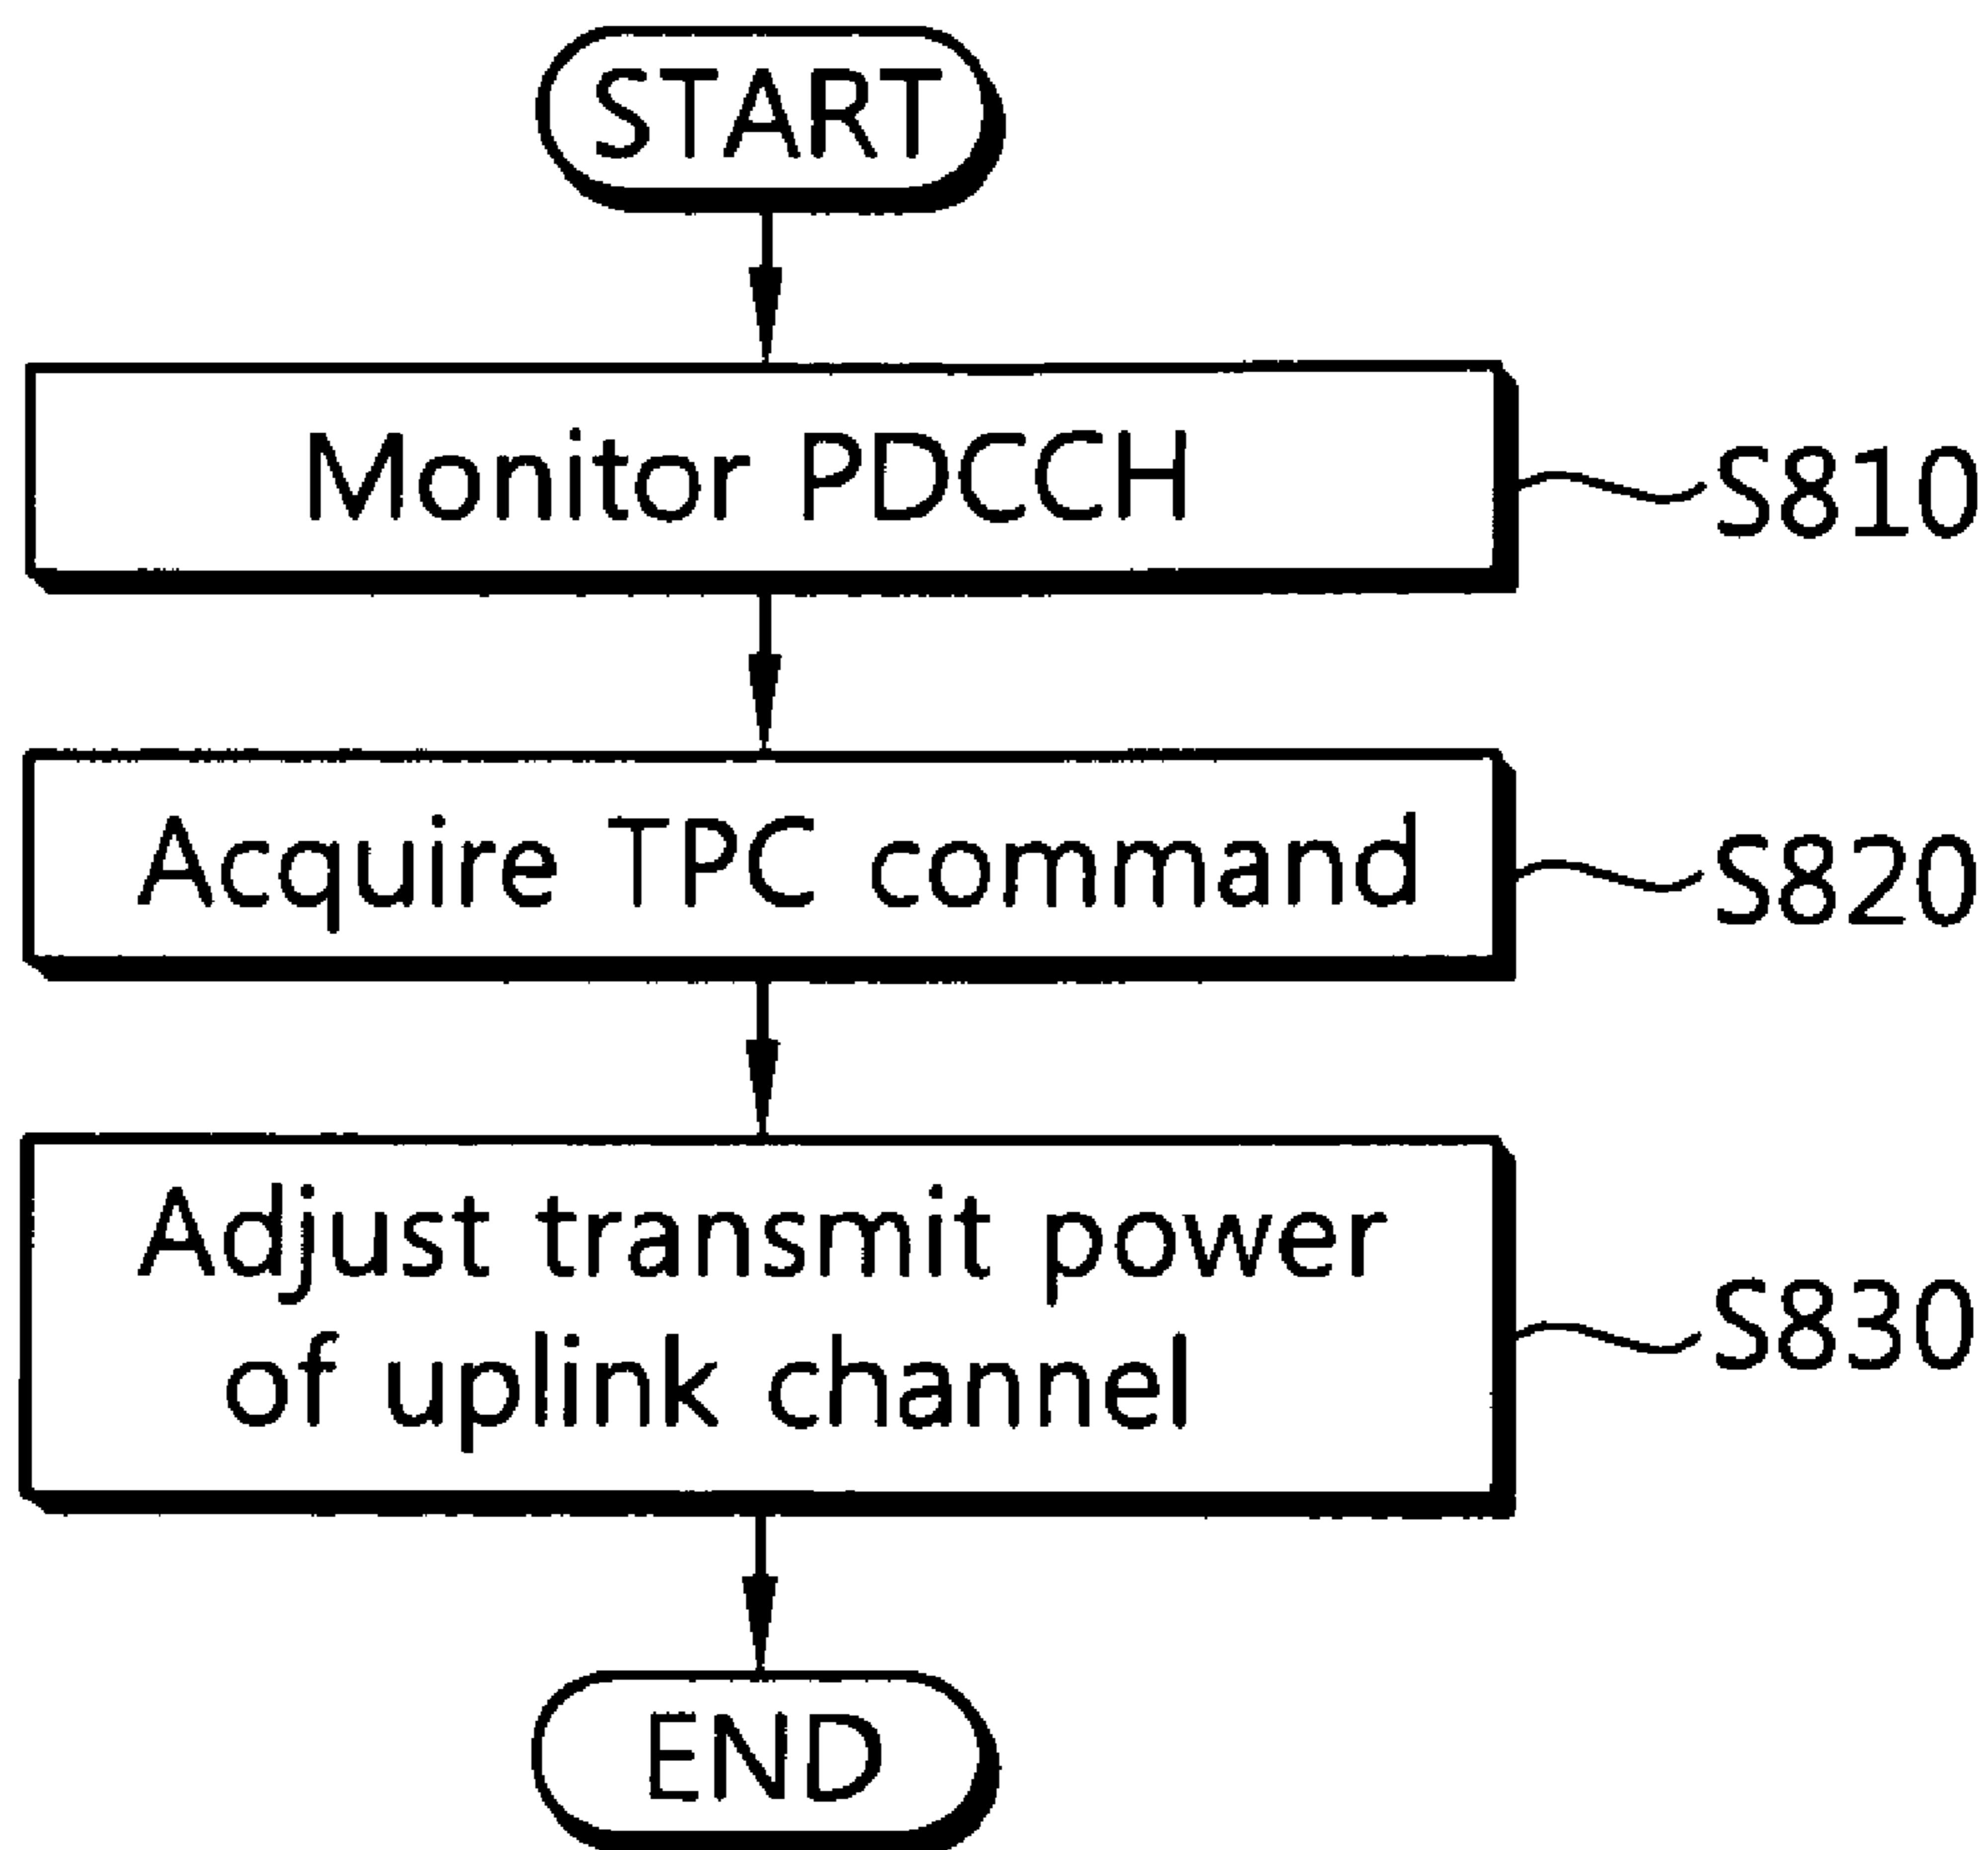 START
Monitor PDCCH
S810
Acquire TPC command
S820
Adjust transmit power
of uplink channel
S830
END